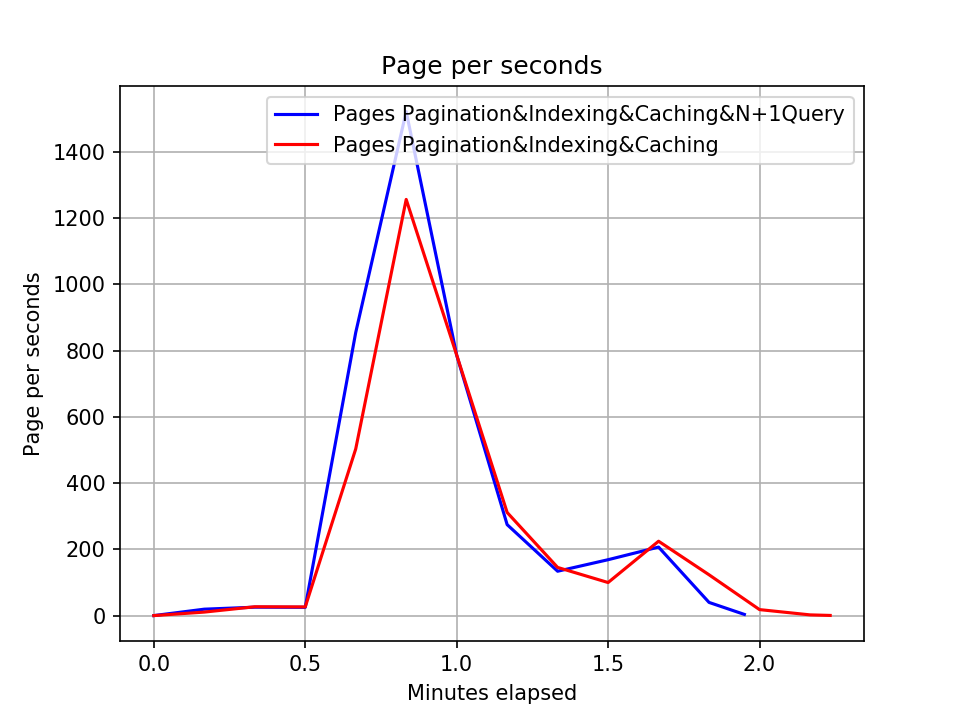 Page per seconds
Pages Pagination&Indexing&Caching&N+1Query
Pages Pagination&Indexing&Caching
1400
1200
1000
800
600
400
200
0
Page per seconds
0.0 0.5 1.0 1.5 2.0
Minutes elapsed